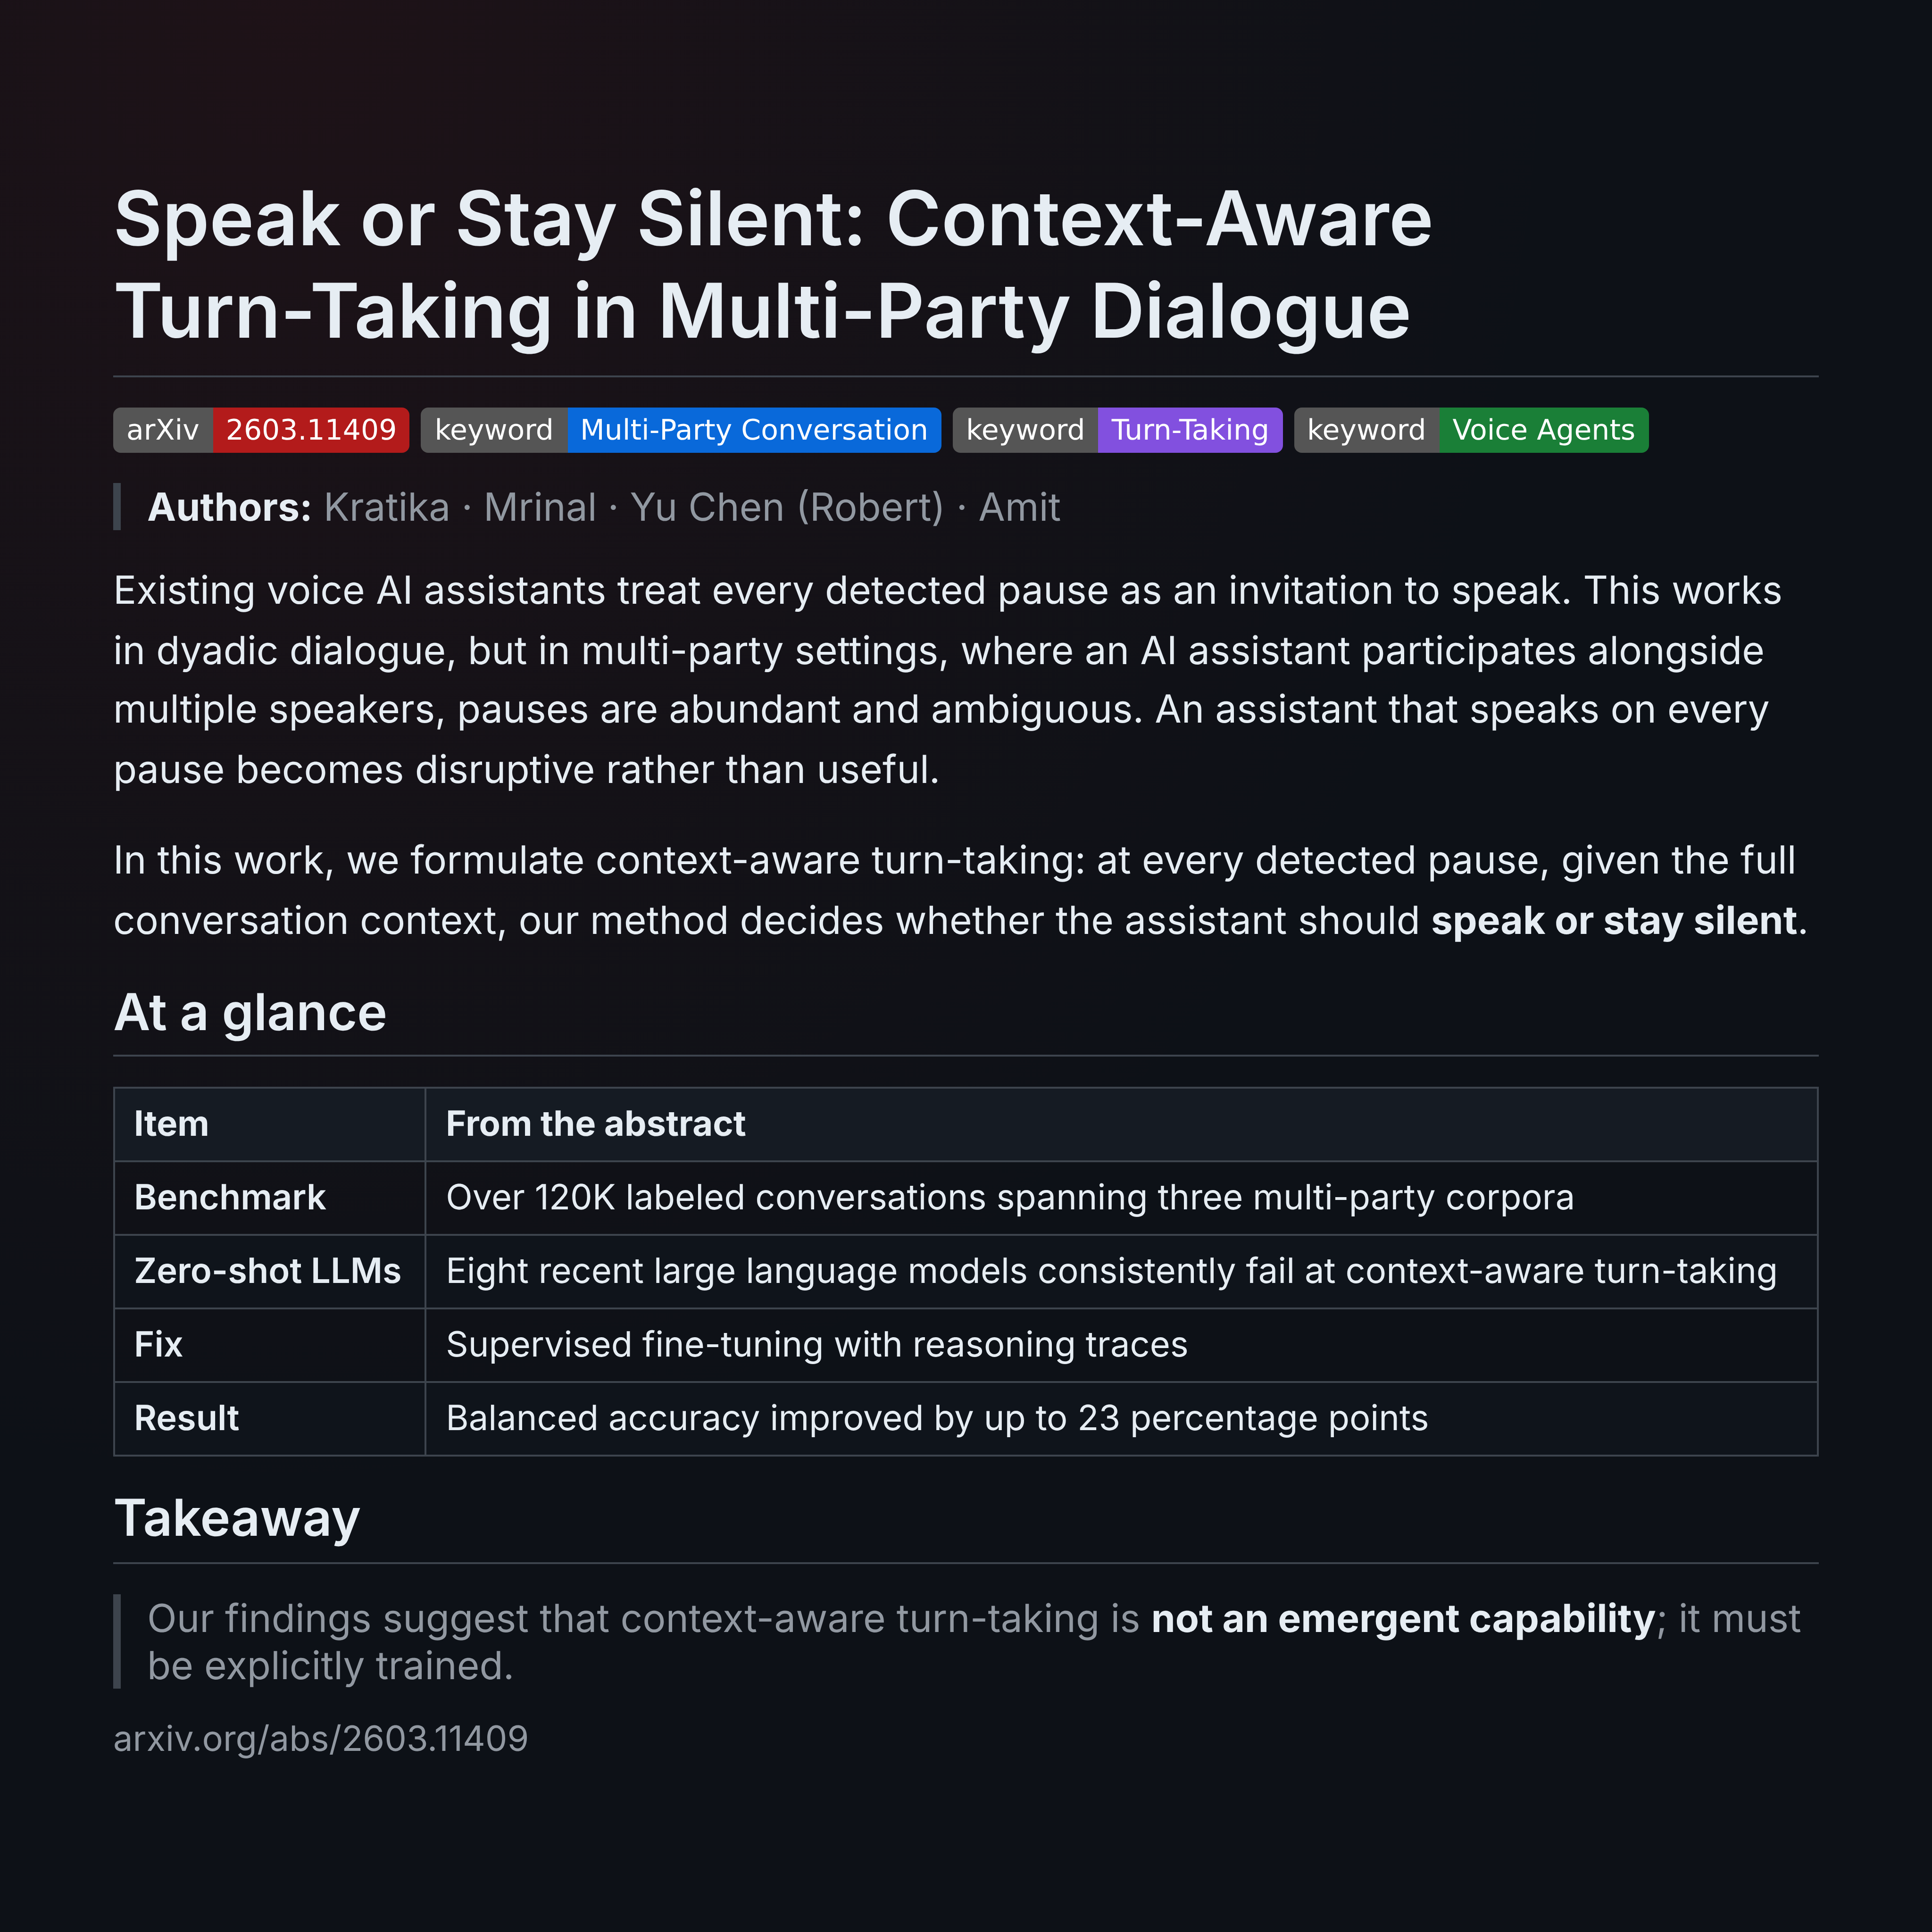 Speak or Stay Silent: Context-Aware
Turn-Taking in Multi-Party Dialogue
arXiv 2603.11409 keyword Multi-Party Conversation keyword Turn-Taking keyword Voice Agents
Authors: Kratika · Mrinal · Yu Chen (Robert) · Amit
Existing voice AI assistants treat every detected pause as an invitation to speak. This works
in dyadic dialogue, but in multi-party settings, where an AI assistant participates alongside
multiple speakers, pauses are abundant and ambiguous. An assistant that speaks on every
pause becomes disruptive rather than useful.
In this work, we formulate context-aware turn-taking: at every detected pause, given the full
conversation context, our method decides whether the assistant should speak or stay silent.
At a glance
Item From the abstract
Benchmark Over 120K labeled conversations spanning three multi-party corpora
Zero-shot LLMs Eight recent large language models consistently fail at context-aware turn-taking
Fix Supervised fine-tuning with reasoning traces
Result Balanced accuracy improved by up to 23 percentage points
Takeaway
Our findings suggest that context-aware turn-taking is not an emergent capability; it must
be explicitly trained.
arxiv.org/abs/2603.11409